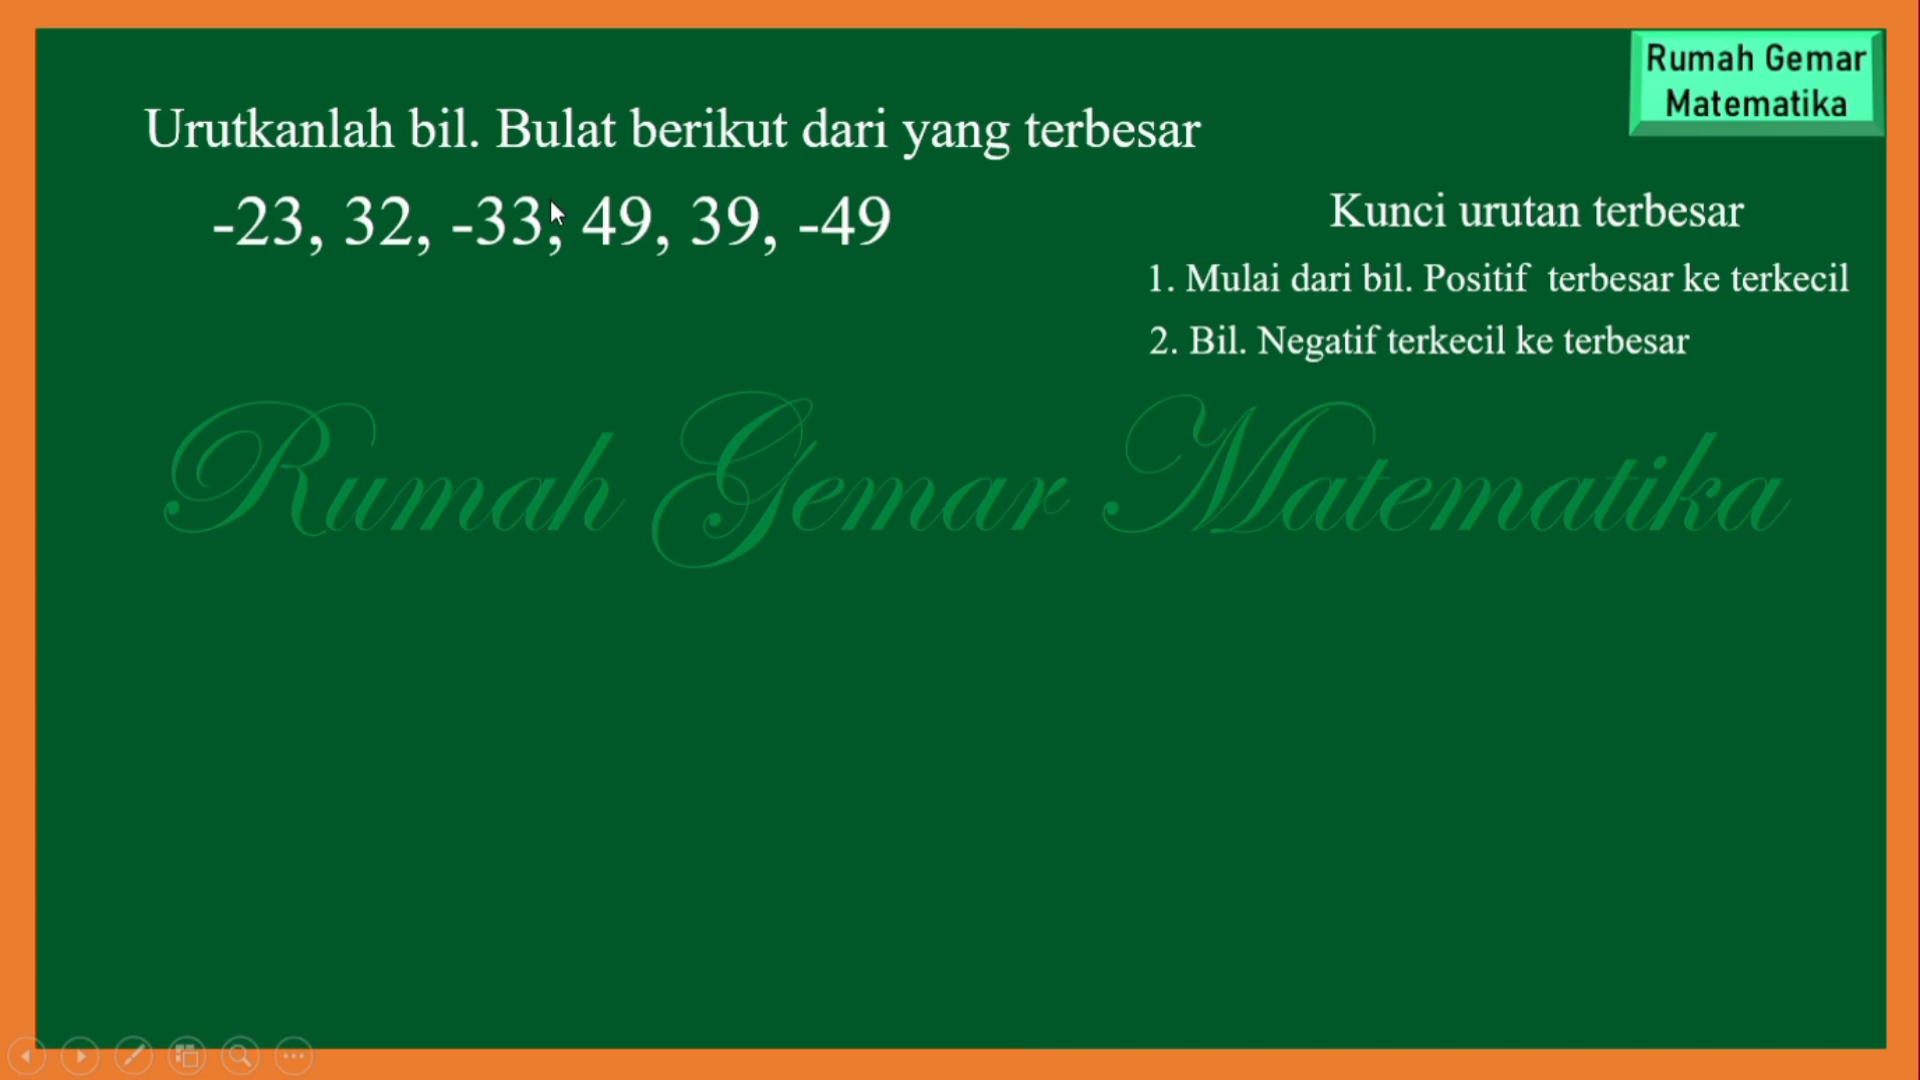 Rumah Gemar
Matematika
Urutkanlah bil. Bulat berikut dari yang terbesar
-23, 32, -33, 49, 39, -49
Kunci urutan terbesar
1. Mulai dari bil. Positif terbesar ke terkecil
2. Bil. Negatif terkecil ke terbesar
Rumah Gemar Matematika